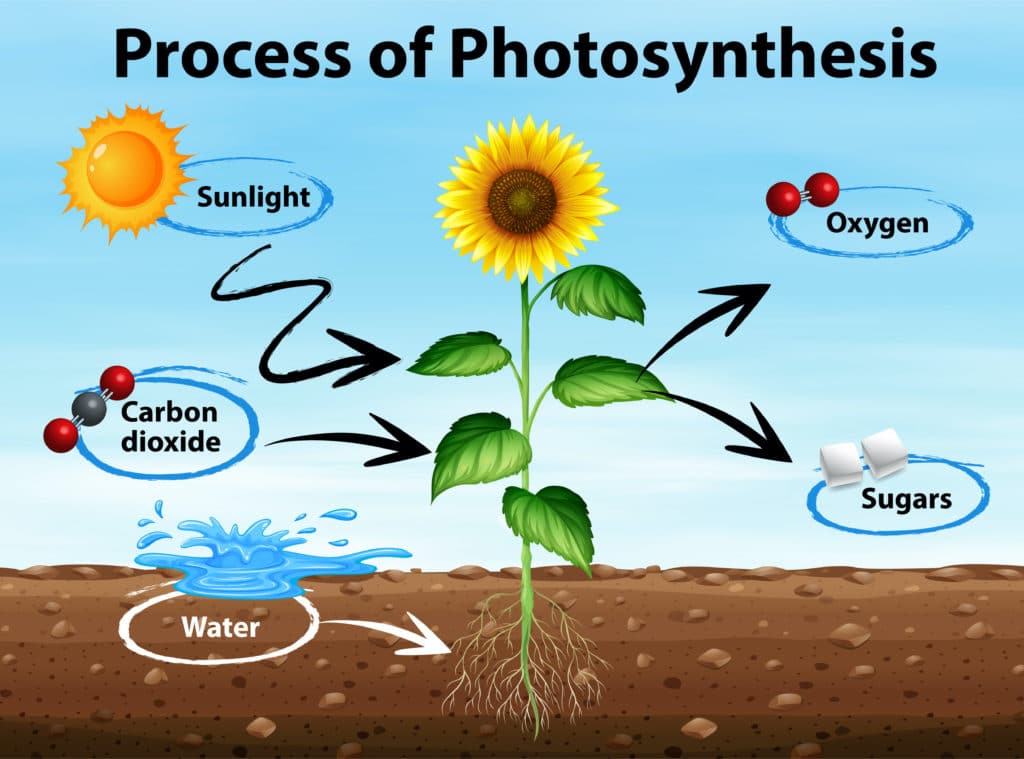 Process of Photosynthesis
Sunlight
Oxygen
Carbon
dioxide
Sugars
Water